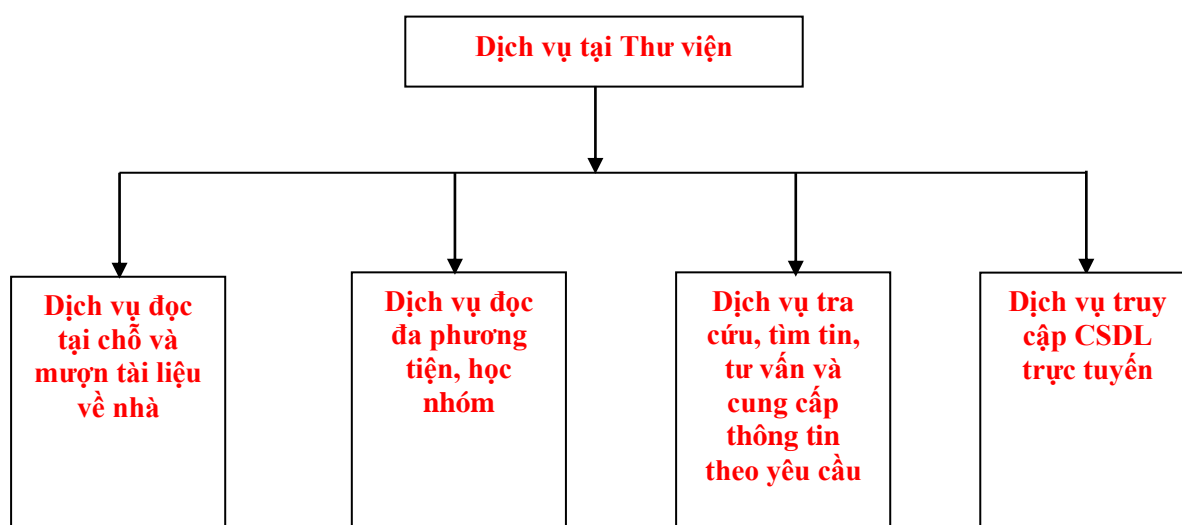 Dịch vụ tại Thư viện
Dịch vụ đọc
tại chỗ và
mượn tài liệu
về nhà
Dịch vụ đọc
đa phương
tiện, học
nhóm
Dịch vụ tra
cứu, tìm tin,
tư vấn và
cung cấp
thông tin
theo yêu cầu
Dịch vụ truy
cập CSDL
trực tuyến